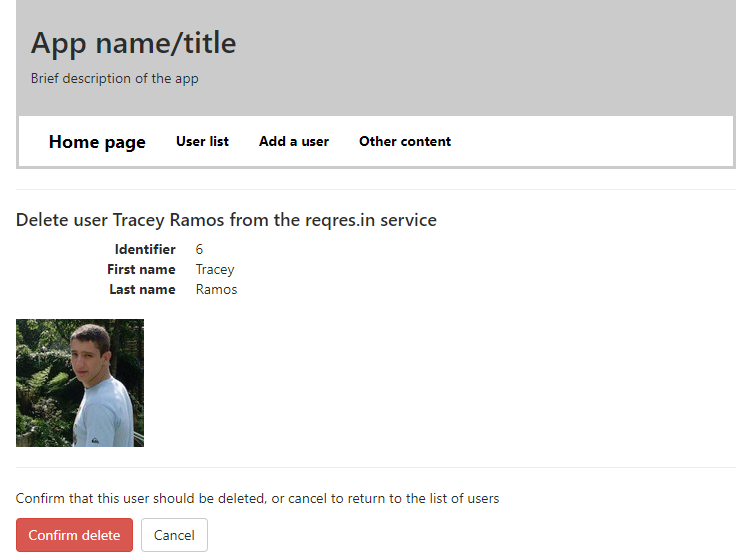 App name/title
Brief description of the app
Home page User list Add a user Other content
Delete user Tracey Ramos from the reqres.in service
Identifier 6
First name Tracey
Last name Ramos
Confirm that this user should be deleted, or cancel to return to the list of users
Confirm delete Cancel